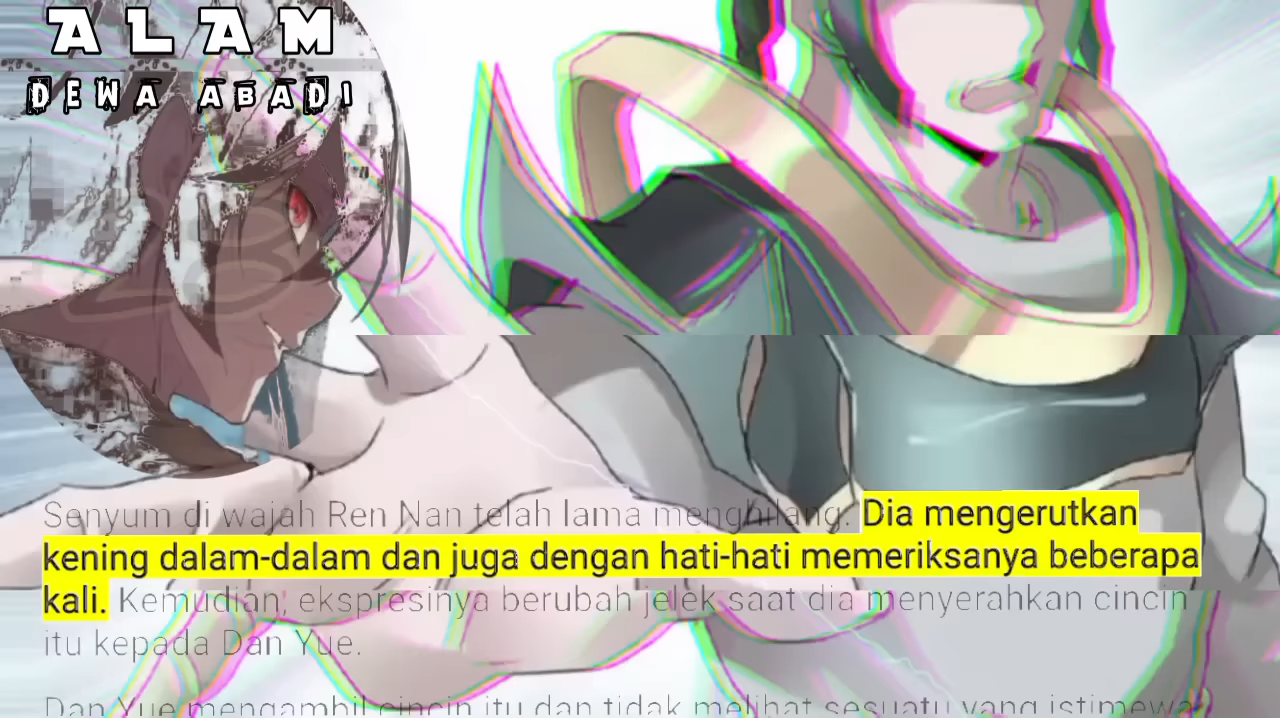 ALAM
DEWA ABADI
Senyum di wajah Ren Nan telah lama menghilang. Dia mengerutkan
kening dalam-dalam dan juga dengan hati-hati memeriksanya beberapa
kali. Kemudian, ekspresinya berubah jelek saat dia menyerahkan cincin
itu kepada Dan Yue.
Dan Yue mengambil cincin itu dan tidak melihat sesuatu yang istimewa